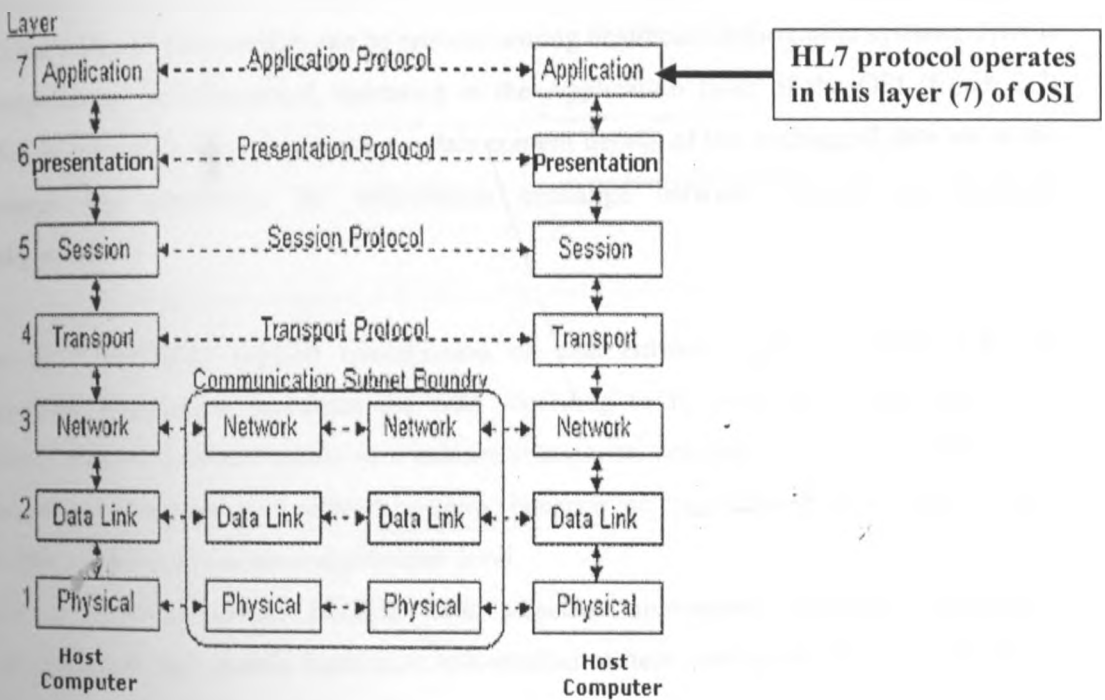 Layer
7 Application Application Protocol Application HL7 protocol operates
in this layer (7) of OSI
6 presentation Presentation Protocol Presentation
5 Session Session Protocol Session
4 Transport Transport Protocol Transport
Communication Subnet Boundry
3 Network Network Network Network
2 Data Link Data Link Data Link Data Link
1 Physical Physical Physical Physical
Host Host
Computer Computer